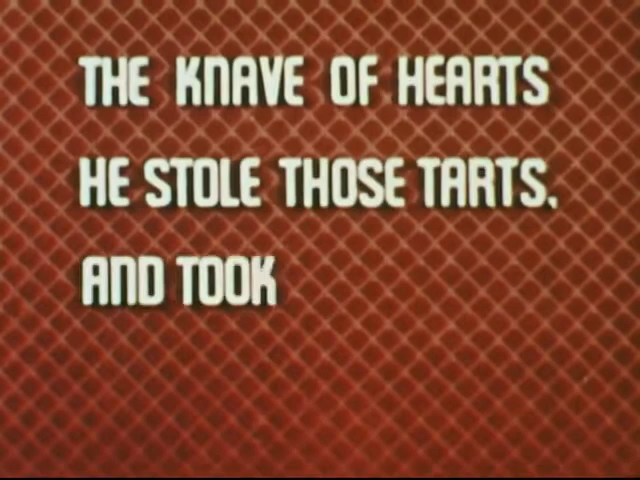 THE KNAVE OF HEARTS
HE STOLE THOSE TARTS,
AND TOOK